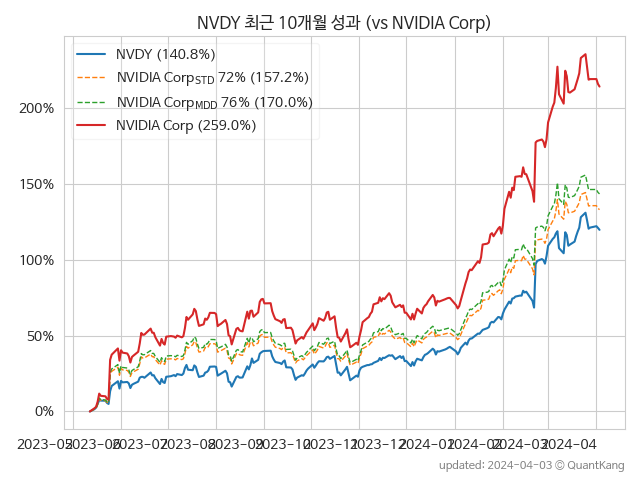 NVDY 최근 10개월 성과 (vs NVIDIA Corp)
NVDY (140.8%)
NVIDIA CorpSTD 72% (157.2%)
NVIDIA CorpMDD 76% (170.0%)
NVIDIA Corp (259.0%)
200%
150%
100%
50%
0%
2023-05 2023-06 2023-07 2023-08 2023-09 2023-10 2023-11 2023-12 2024-01 2024-02 2024-03 2024-04
updated: 2024-04-03 © QuantKang